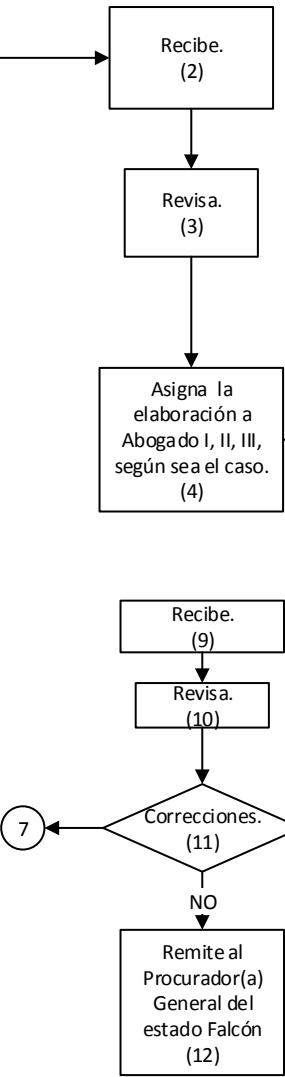 Recibe.
(2)
Revisa.
(3)
Asigna la
elaboración a
Abogado I, II, III,
según sea el caso.
(4)
Recibe.
(9)
Revisa.
(10)
Correcciones.
(11)
7
NO
Remite al
Procurador(a)
General del
estado Falcón
(12)